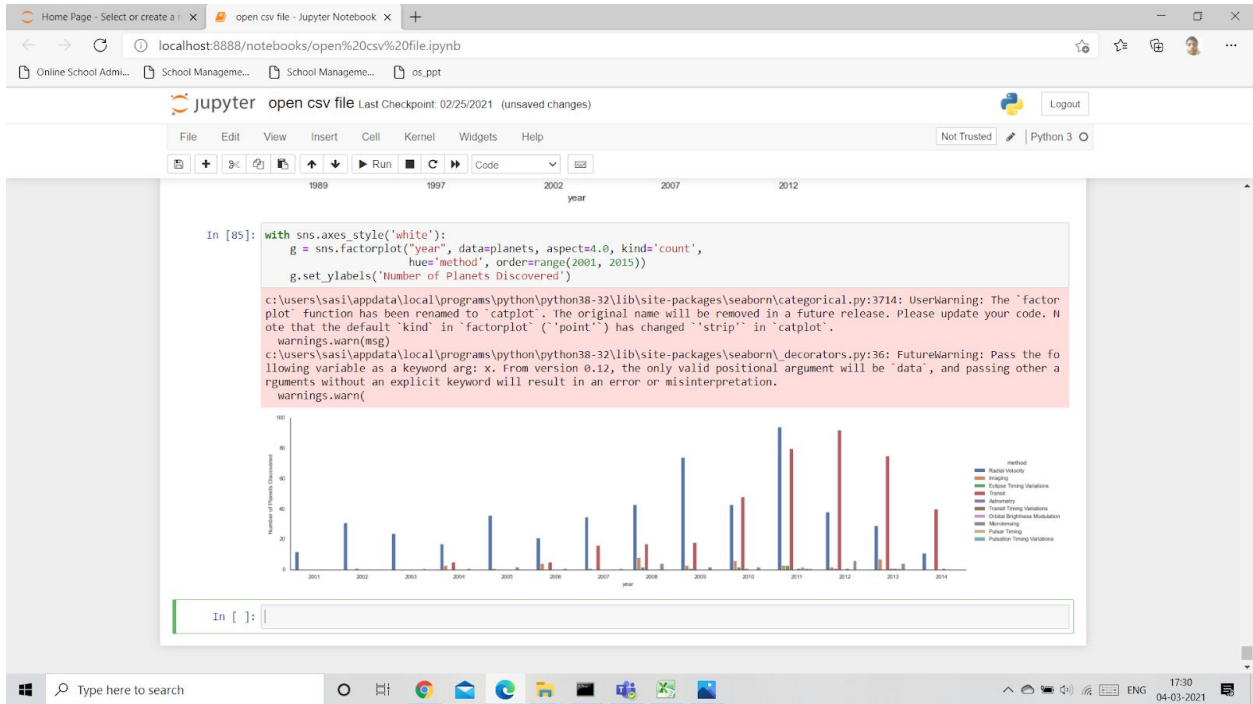 Home Page - Select or create a n
open csv file - Jupyter Notebook
localhost:8888/notebooks/open%20csv%20file.ipynb
Online School Admi... School Manageme... School Manageme... os_ppt
jupyter open csv file Last Checkpoint: 02/25/2021 (unsaved changes)
Logout
File Edit View Insert Cell Kernel Widgets Help
Not Trusted Python 3
Run Code
1989 1997 2002 2007 2012
year
In [85]: with sns.axes_style('white'):
g = sns.factorplot("year", data=planets, aspect=4.0, kind='count',
hue='method', order=range(2001, 2015))
g.set_ylabels('Number of Planets Discovered')
c:\users\sasi\appdata\local\programs\python\python38-32\lib\site-packages\seaborn\categorical.py:3714: UserWarning: The `factor
plot` function has been renamed to `catplot`. The original name will be removed in a future release. Please update your code. N
ote that the default `kind` in `factorplot` (`'point'`) has changed `'strip'` in `catplot`.
warnings.warn(msg)
c:\users\sasi\appdata\local\programs\python\python38-32\lib\site-packages\seaborn\_decorators.py:36: FutureWarning: Pass the fo
llowing variable as a keyword arg: x. From version 0.12, the only valid positional argument will be `data`, and passing other a
rguments without an explicit keyword will result in an error or misinterpretation.
warnings.warn(
100
80
60
40
20
0
Number of Planets Discovered
2001 2002 2003 2004 2005 2006 2007 2008 2009 2010 2011 2012 2013 2014
year
method
Radial Velocity
Imaging
Eclipse Timing Variations
Transit
Astrometry
Transit Timing Variations
Orbital Brightness Modulation
Microlensing
Pulsar Timing
Pulsation Timing Variations
In [ ]:
Type here to search
ENG
17:30
04-03-2021